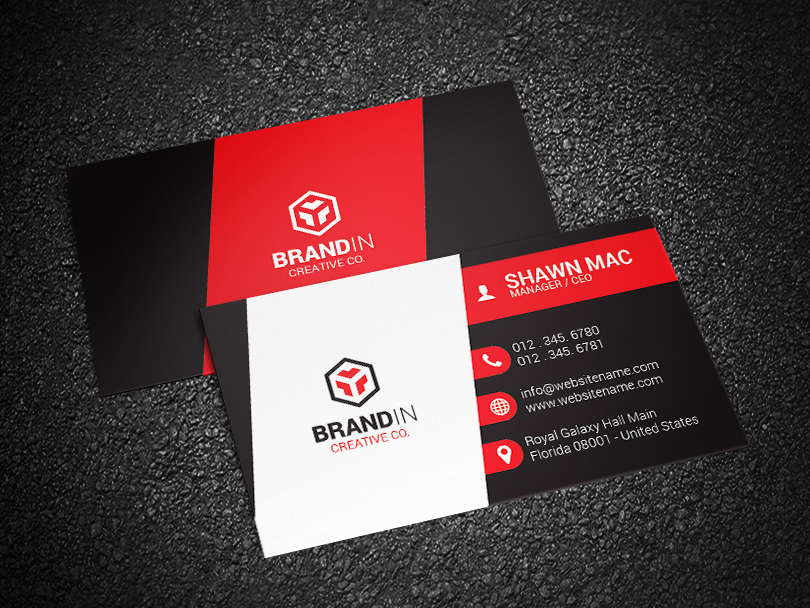 BRANDIN
CREATIVE CO.
BRANDIN
CREATIVE CO.
SHAWN MAC
MANAGER / CEO
012 . 345. 6780
012 . 345. 6781
info@websitename.com
www.websitename.com
Royal Galaxy Hall Main
Florida 08001 - United States